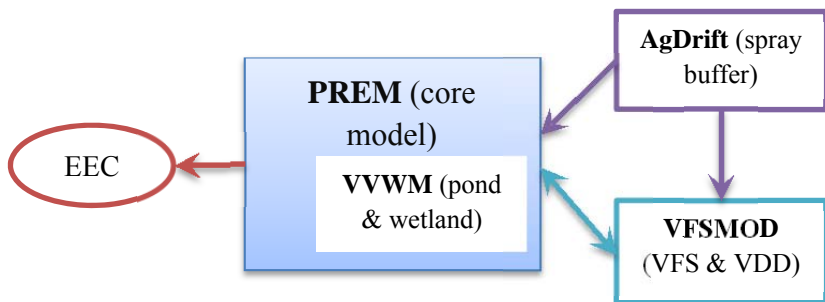 AgDrift (spray
buffer)
PREM (core
model)
EEC
VVWM (pond
& wetland)
VFSMOD
(VFS & VDD)